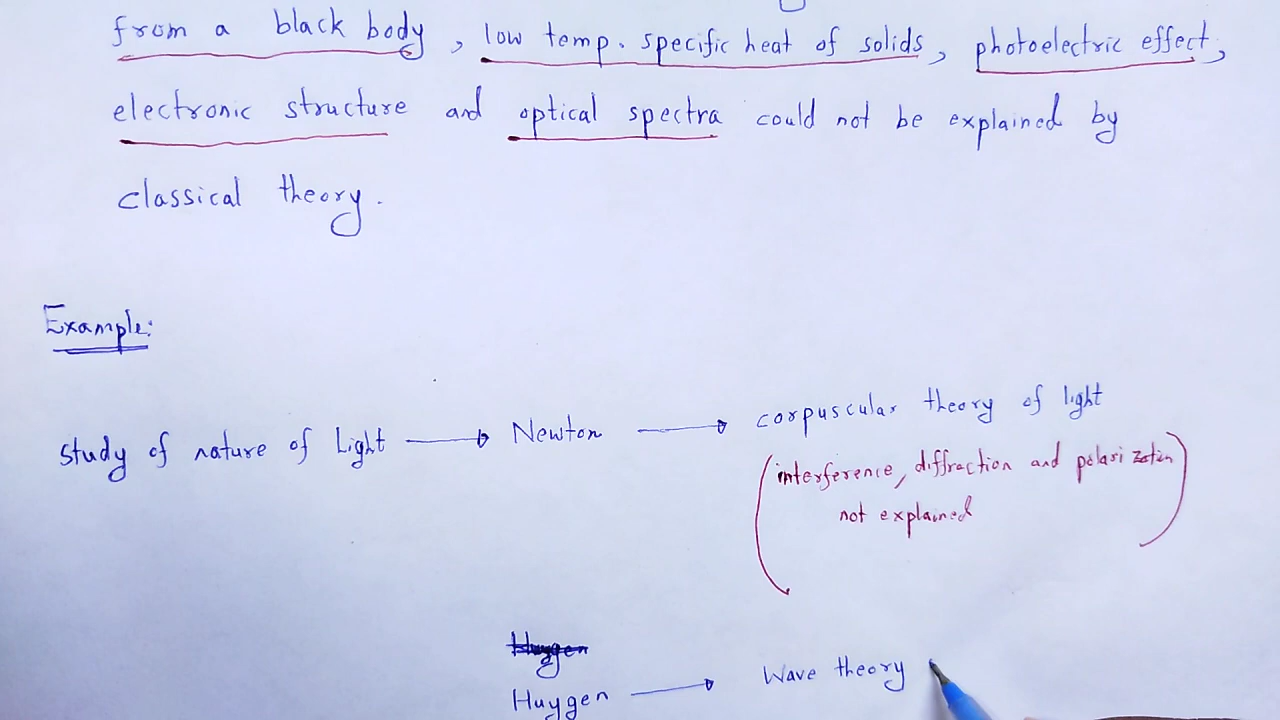 from a black body, low temp. specific heat of solids, photoelectric effect,
electronic structure and optical spectra could not be explained by
classical theory.
Example:
Study of nature of Light → Newton → corpuscular theory of light
(interference, diffraction and polarization
not explained)
Huygen
Huygen → Wave theory